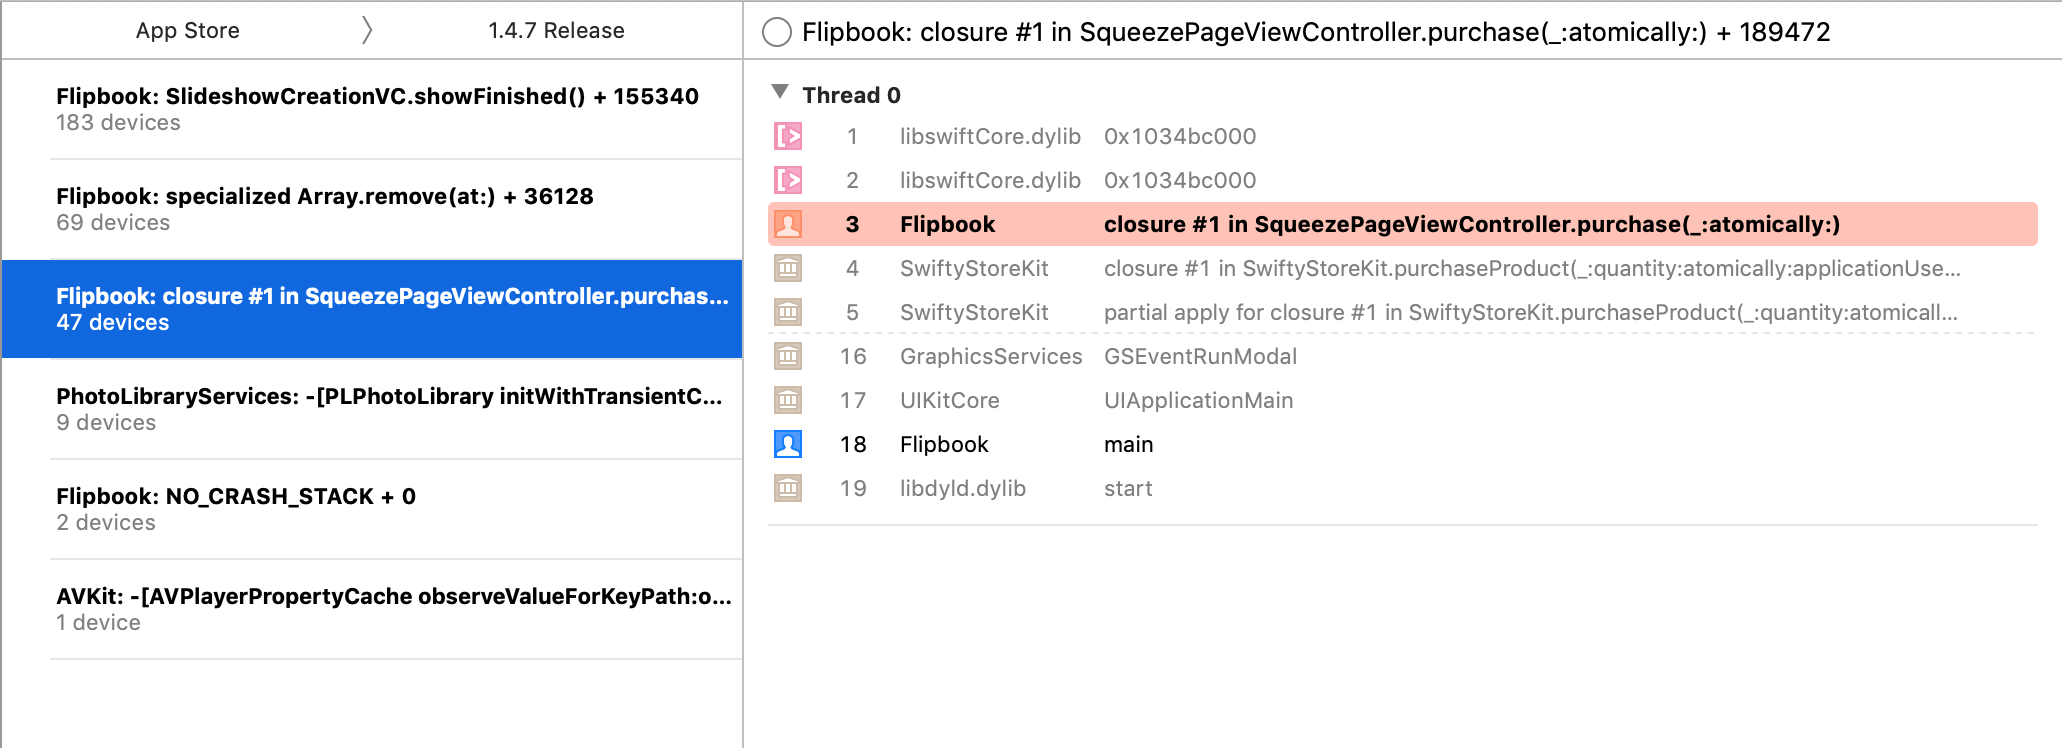 App Store 〉 1.4.7 Release
Flipbook: SlideshowCreationVC.showFinished() + 155340
183 devices
Flipbook: specialized Array.remove(at:) + 36128
69 devices
Flipbook: closure #1 in SqueezePageViewController.purchas...
47 devices
PhotoLibraryServices: -[PLPhotoLibrary initWithTransientC...
9 devices
Flipbook: NO_CRASH_STACK + 0
2 devices
AVKit: -[AVPlayerPropertyCache observeValueForKeyPath:o...
1 device
Flipbook: closure #1 in SqueezePageViewController.purchase(_:atomically:) + 189472
Thread 0
1 libswiftCore.dylib 0x1034bc000
2 libswiftCore.dylib 0x1034bc000
3 Flipbook closure #1 in SqueezePageViewController.purchase(_:atomically:)
4 SwiftyStoreKit closure #1 in SwiftyStoreKit.purchaseProduct(_:quantity:atomically:applicationUse...
5 SwiftyStoreKit partial apply for closure #1 in SwiftyStoreKit.purchaseProduct(_:quantity:atomicall...
16 GraphicsServices GSEventRunModal
17 UIKitCore UIApplicationMain
18 Flipbook main
19 libdyld.dylib start